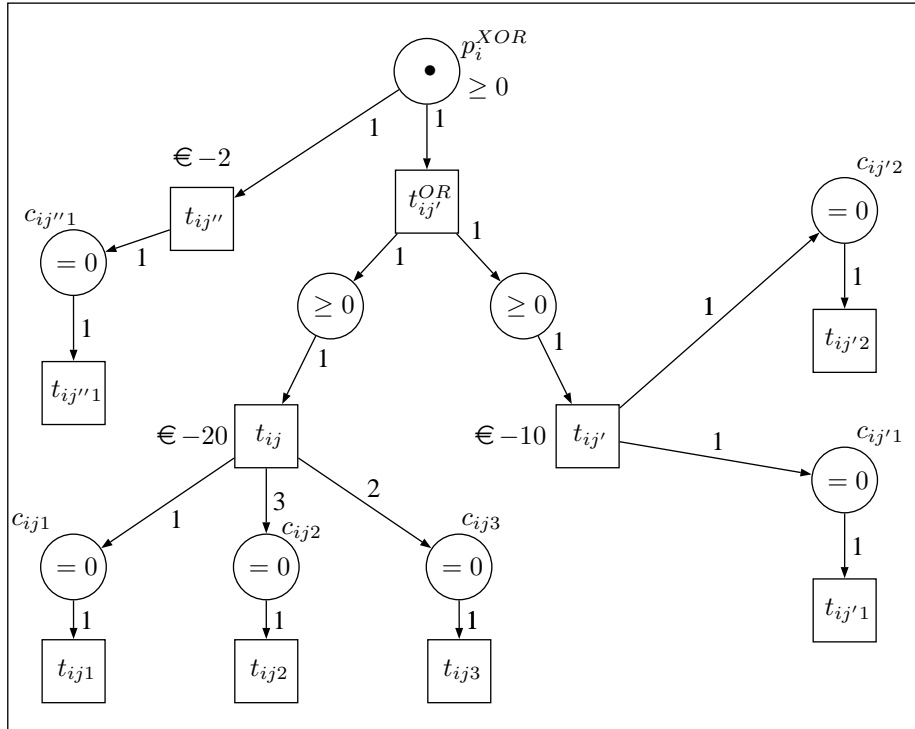 p_i^{XOR}
≥ 0
1
1
€ −2
t_{ij''}
t_{ij'}^{OR}
c_{ij'2}
= 0
c_{ij''1}
= 0
1
1
1
≥ 0
≥ 0
1
1
1
t_{ij''1}
1
1
t_{ij'2}
€ −20
t_{ij}
€ −10
t_{ij'}
1
c_{ij'1}
= 0
1
3
2
c_{ij1}
= 0
c_{ij2}
= 0
c_{ij3}
= 0
1
t_{ij'1}
1
1
1
t_{ij1}
t_{ij2}
t_{ij3}